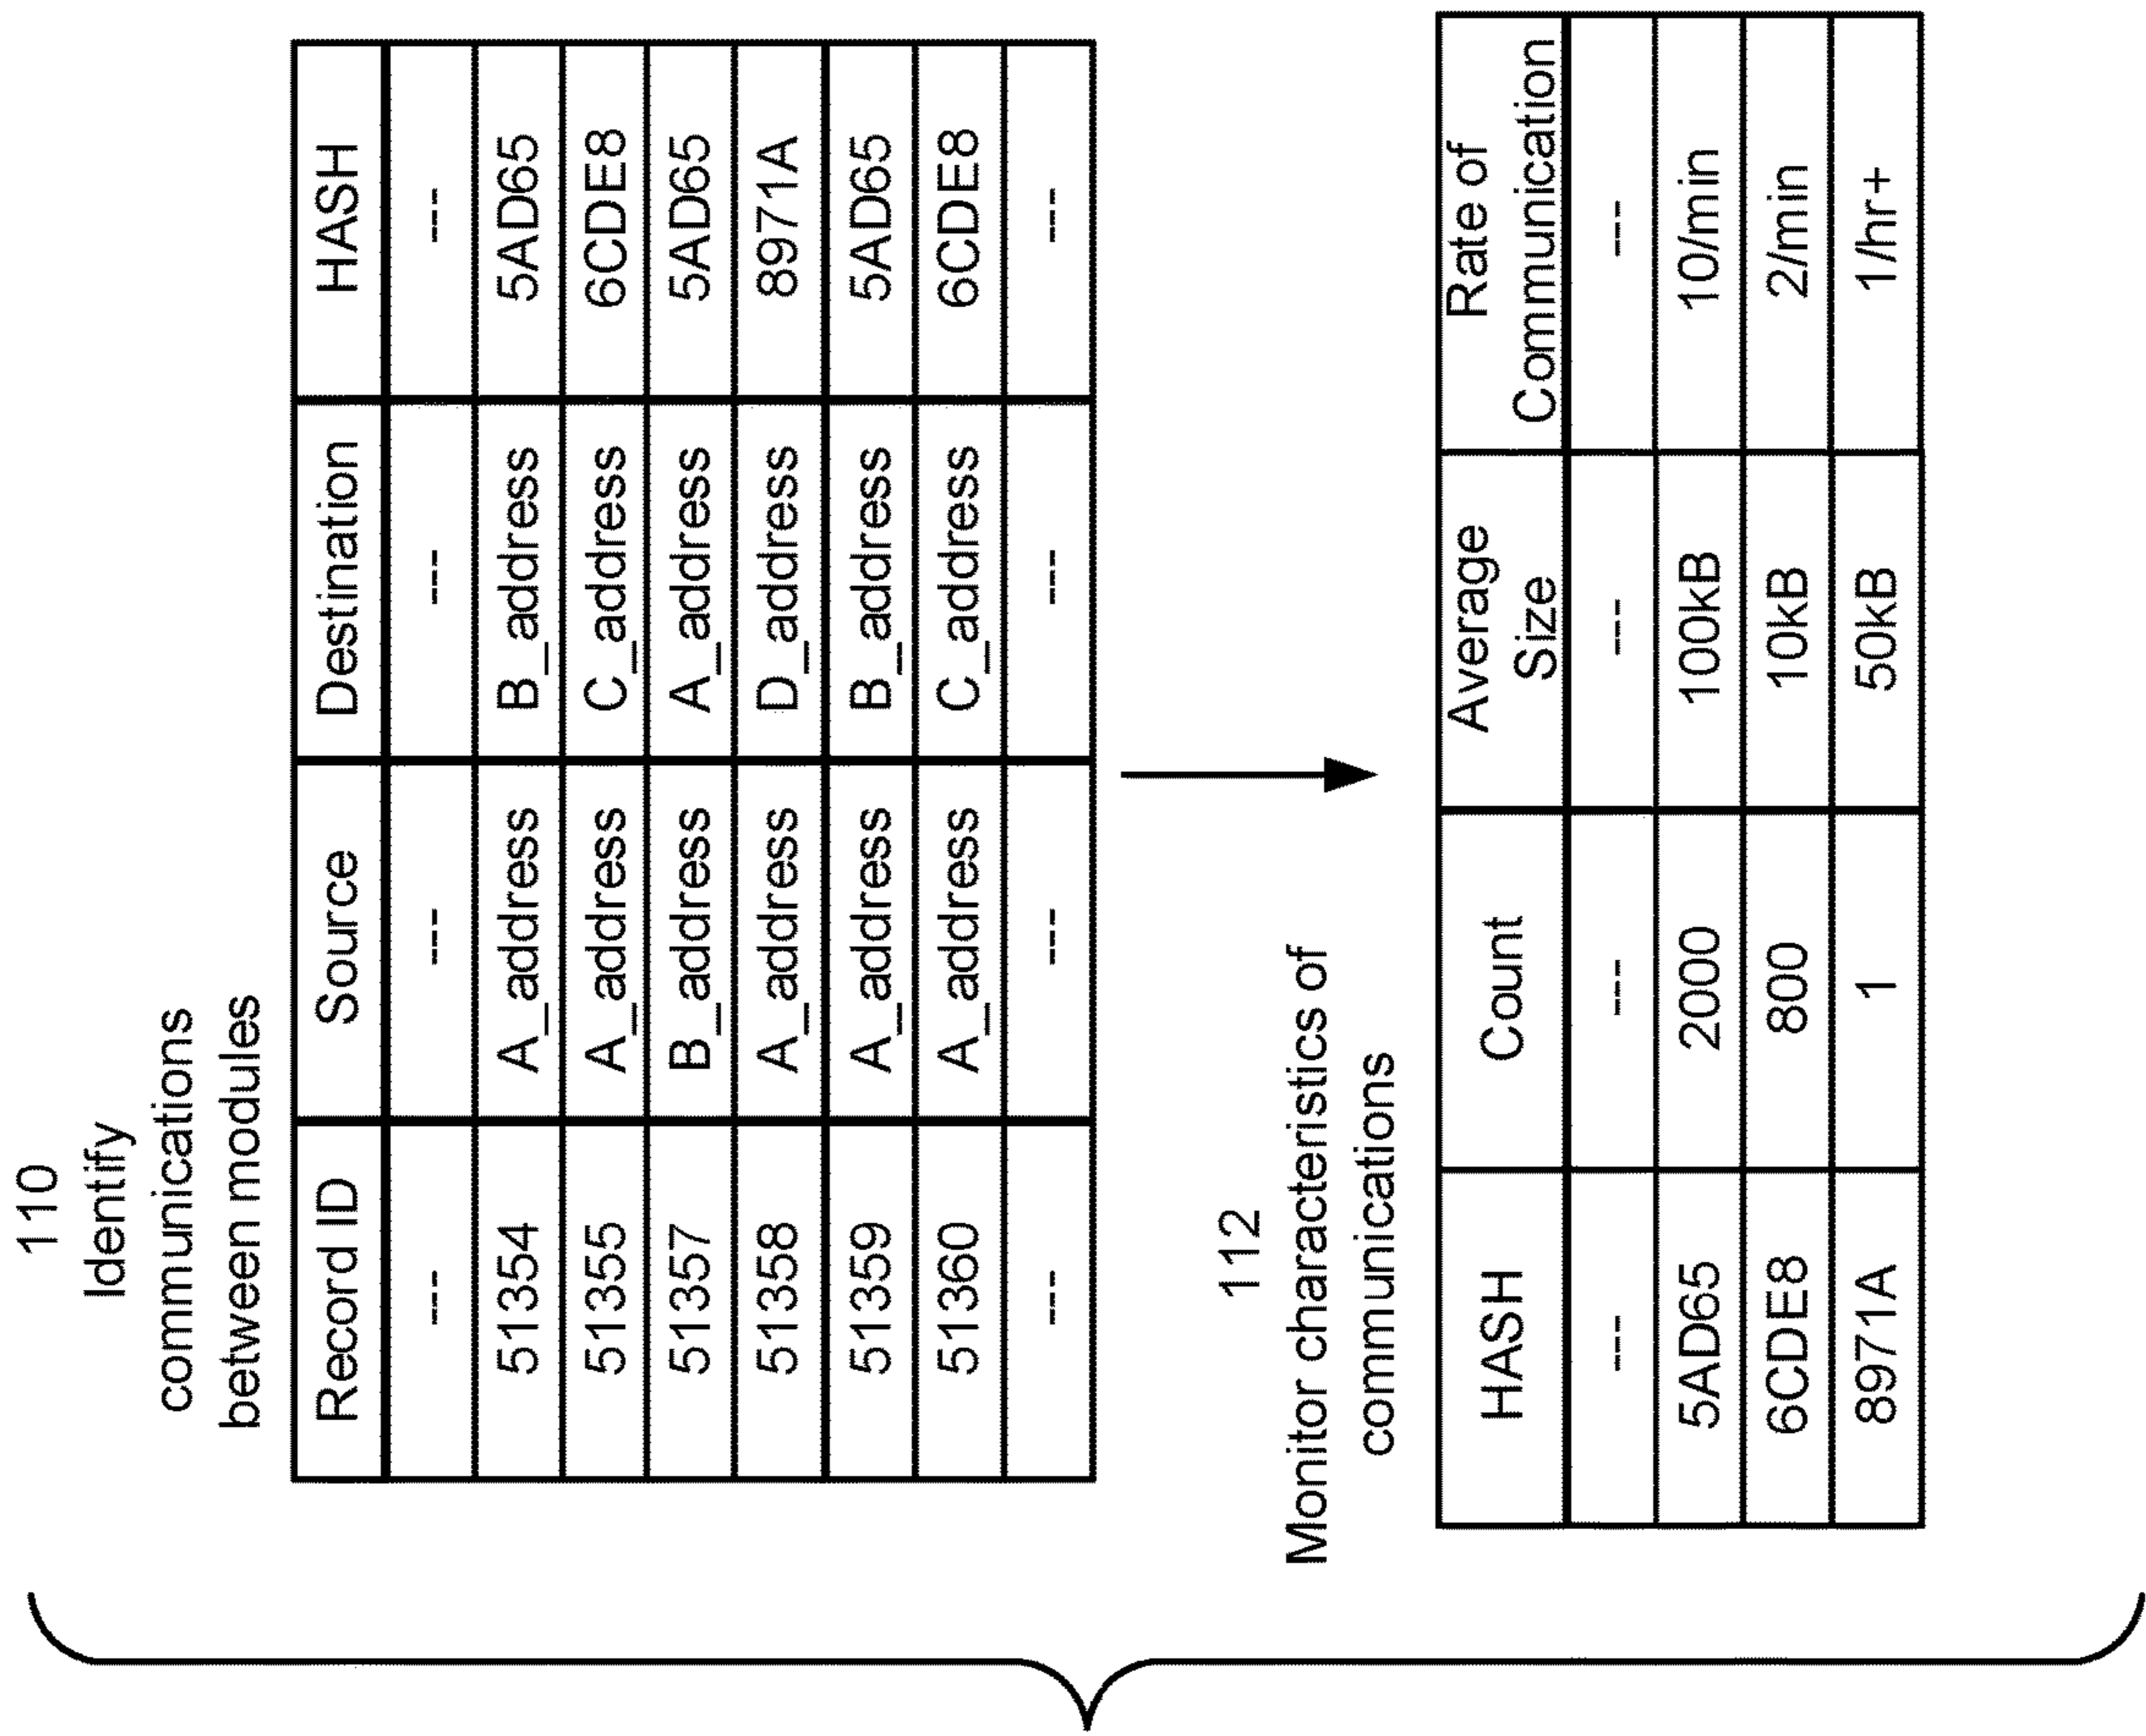 110
Identify
communications
between modules
Record ID Source Destination HASH
--- --- --- ---
51354 A_address B_address 5AD65
51355 A_address C_address 6CDE8
51357 B_address A_address 5AD65
51358 A_address D_address 8971A
51359 A_address B_address 5AD65
51360 A_address C_address 6CDE8
--- --- --- ---
112
Monitor characteristics of
communications
HASH Count Average Rate of
Size Communication
--- --- --- ---
5AD65 2000 100kB 10/min
6CDE8 800 10kB 2/min
8971A 1 50kB 1/hr+